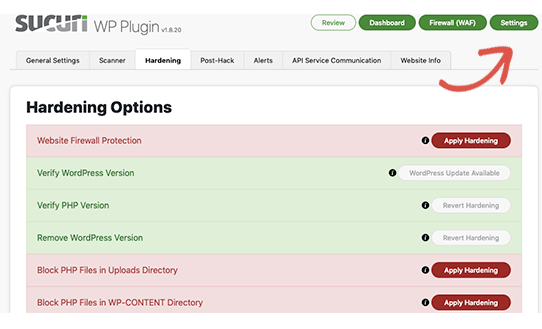 SUCURI WP Plugin v1.8.20
Review Dashboard Firewall (WAF) Settings
General Settings Scanner Hardening Post-Hack Alerts API Service Communication Website Info
Hardening Options
Website Firewall Protection i Apply Hardening
Verify WordPress Version i WordPress Update Available
Verify PHP Version i Revert Hardening
Remove WordPress Version i Revert Hardening
Block PHP Files in Uploads Directory i Apply Hardening
Block PHP Files in WP-CONTENT Directory i Apply Hardening